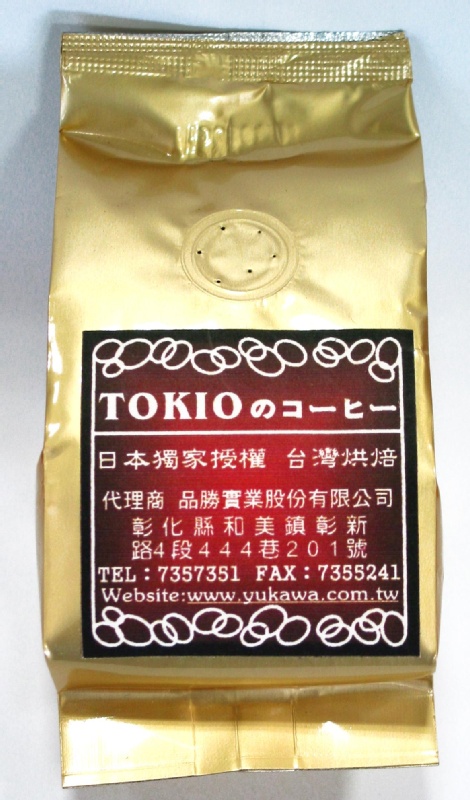 TOKIOのコーヒー
日本獨家授權 台灣烘焙
代理商 品勝實業股份有限公司
彰化縣和美鎮彰新
路4段444巷201號
TEL：7357351 FAX：7355241
Website:www.yukawa.com.tw